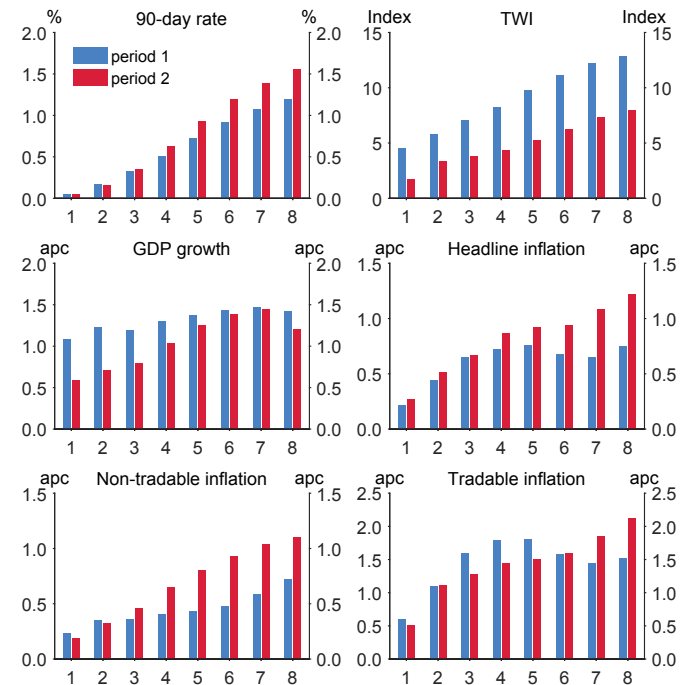 % 90-day rate %
2.0 2.0
period 1
period 2
1.5 1.5
1.0 1.0
0.5 0.5
0.0 0.0
1 2 3 4 5 6 7 8
Index TWI Index
15 15
10 10
5 5
0 0
1 2 3 4 5 6 7 8
apc GDP growth apc
2.0 2.0
1.5 1.5
1.0 1.0
0.5 0.5
0.0 0.0
1 2 3 4 5 6 7 8
apc Headline inflation apc
1.5 1.5
1.0 1.0
0.5 0.5
0.0 0.0
1 2 3 4 5 6 7 8
apc Non-tradable inflation apc
1.5 1.5
1.0 1.0
0.5 0.5
0.0 0.0
1 2 3 4 5 6 7 8
apc Tradable inflation apc
2.5 2.5
2.0 2.0
1.5 1.5
1.0 1.0
0.5 0.5
0.0 0.0
1 2 3 4 5 6 7 8